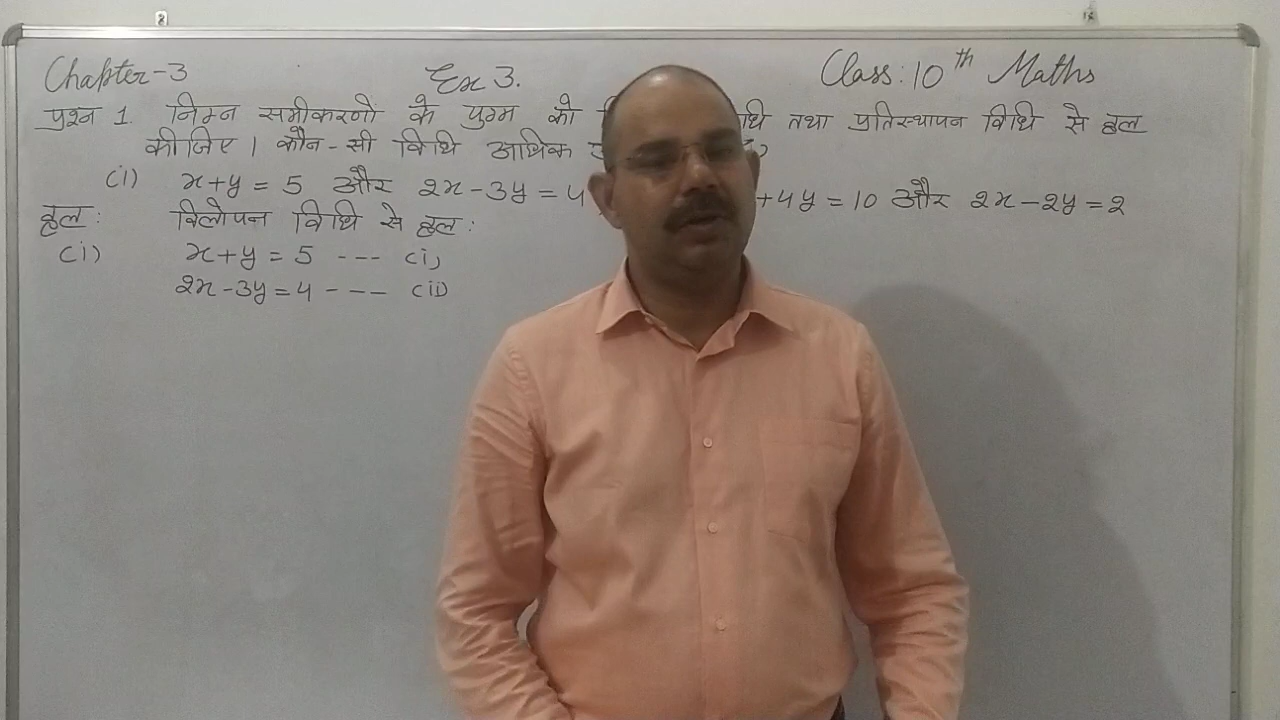 Chapter-3 Ex 3. Class: 10th Maths
प्रश्न 1. निम्न समीकरणो के युग्म को तथा प्रतिस्थापन विधि से हल
कीजिए। कौन-सी विधि अधिक
(i) x+y = 5 और 2x-3y = 4 +4y = 10 और 2x-2y = 2
हल: विलोपन विधि से हल:
(i) x+y = 5 --- (i)
2x-3y = 4 --- (ii)